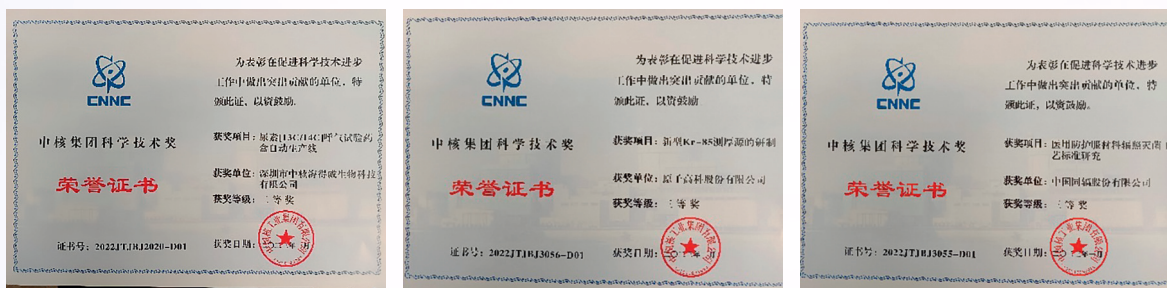 CNNC
中核集团科学技术奖
荣誉证书
证书号：2022JTJBJ2020-D01
为表彰在促进科学技术进步
工作中做出突出贡献的单位，特
颁此证，以资鼓励。
获奖项目：尿素[13C/14C]呼气试验药
盒自动生产线
获奖单位：深圳市中核海得威生物科技
有限公司
获奖等级：二等奖
获奖日期：
CNNC
中核集团科学技术奖
荣誉证书
证书号：2022JTJBJ3056-D01
为表彰在促进科学技术进步
工作中做出突出贡献的单位，特
颁此证，以资鼓励。
获奖项目：新型Kr-85测厚源的研制
获奖单位：原子高科股份有限公司
获奖等级：三等奖
获奖日期：
CNNC
中核集团科学技术奖
荣誉证书
证书号：2022JTJBJ3055-D01
为表彰在促进科学技术进步
工作中做出突出贡献的单位，特
颁此证，以资鼓励。
获奖项目：医用防护服材料辐照灭菌
艺标准研究
获奖单位：中国同辐股份有限公司
获奖等级：三等奖
获奖日期：